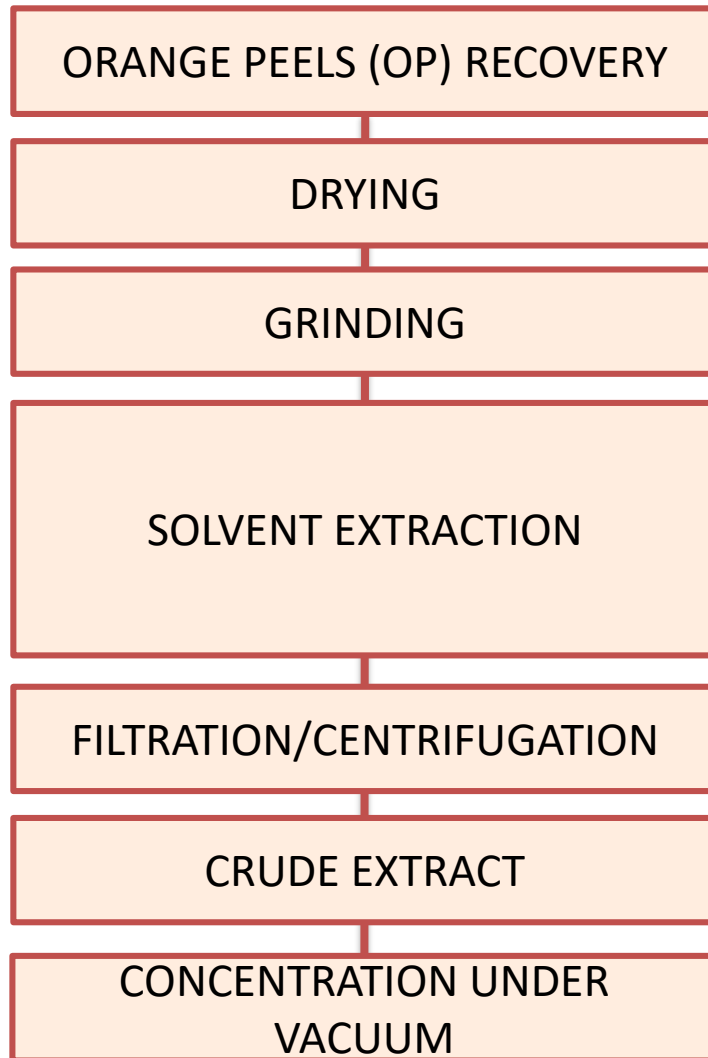 ORANGE PEELS (OP) RECOVERY
DRYING
GRINDING
SOLVENT EXTRACTION
FILTRATION/CENTRIFUGATION
CRUDE EXTRACT
CONCENTRATION UNDER
VACUUM